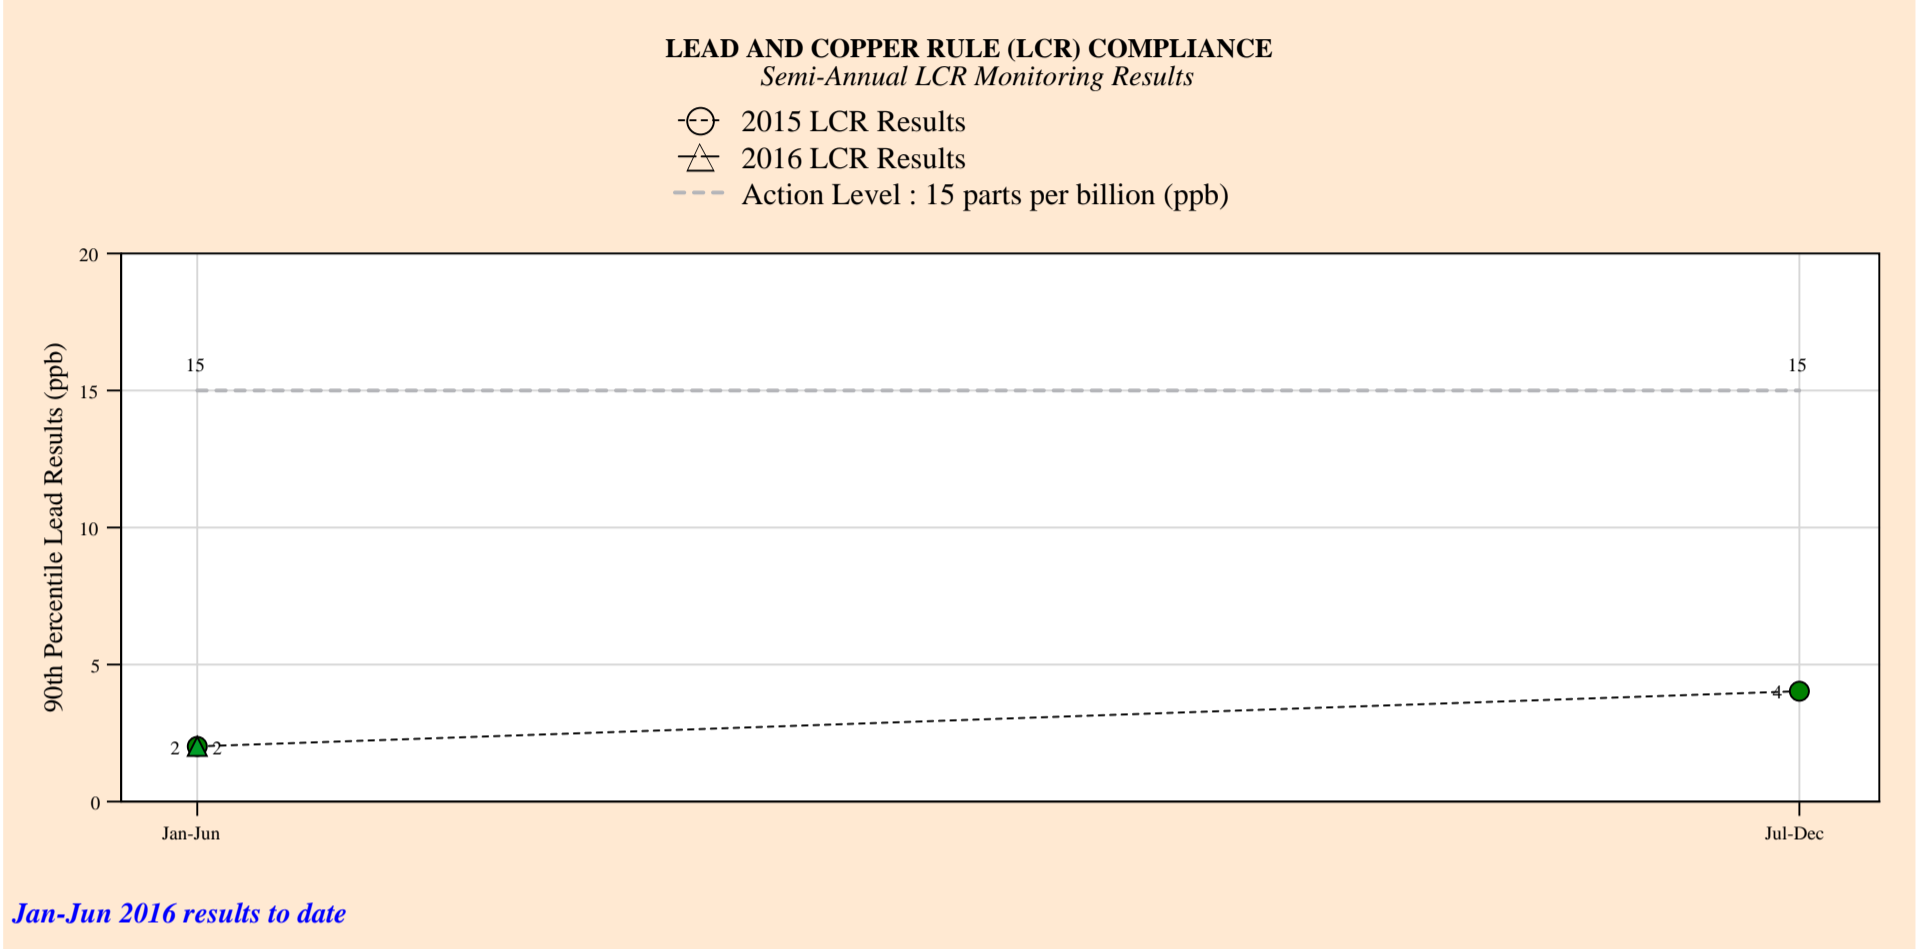 LEAD AND COPPER RULE (LCR) COMPLIANCE
Semi-Annual LCR Monitoring Results
2015 LCR Results
2016 LCR Results
Action Level : 15 parts per billion (ppb)
90th Percentile Lead Results (ppb)
20
15
10
5
0
15
15
2
2
4
Jan-Jun
Jul-Dec
Jan-Jun 2016 results to date